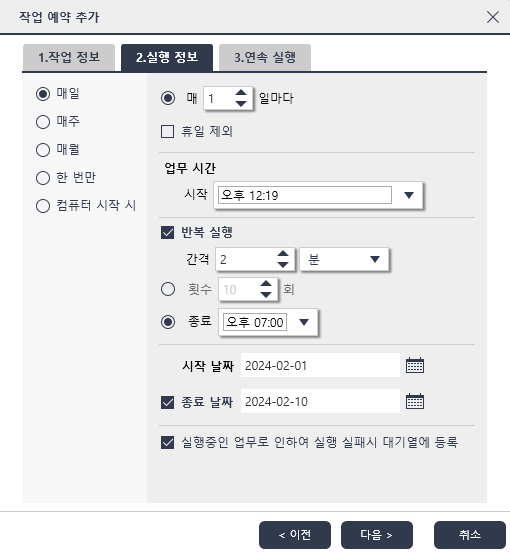 작업 예약 추가
1.작업 정보 2.실행 정보 3.연속 실행
매일
매주
매월
한 번만
컴퓨터 시작 시
매 1 일마다
휴일 제외
업무 시간
시작 오후 12:19
반복 실행
간격 2 분
횟수 10 회
종료 오후 07:00
시작 날짜 2024-02-01
종료 날짜 2024-02-10
실행중인 업무로 인하여 실행 실패시 대기열에 등록
< 이전 다음 > 취소